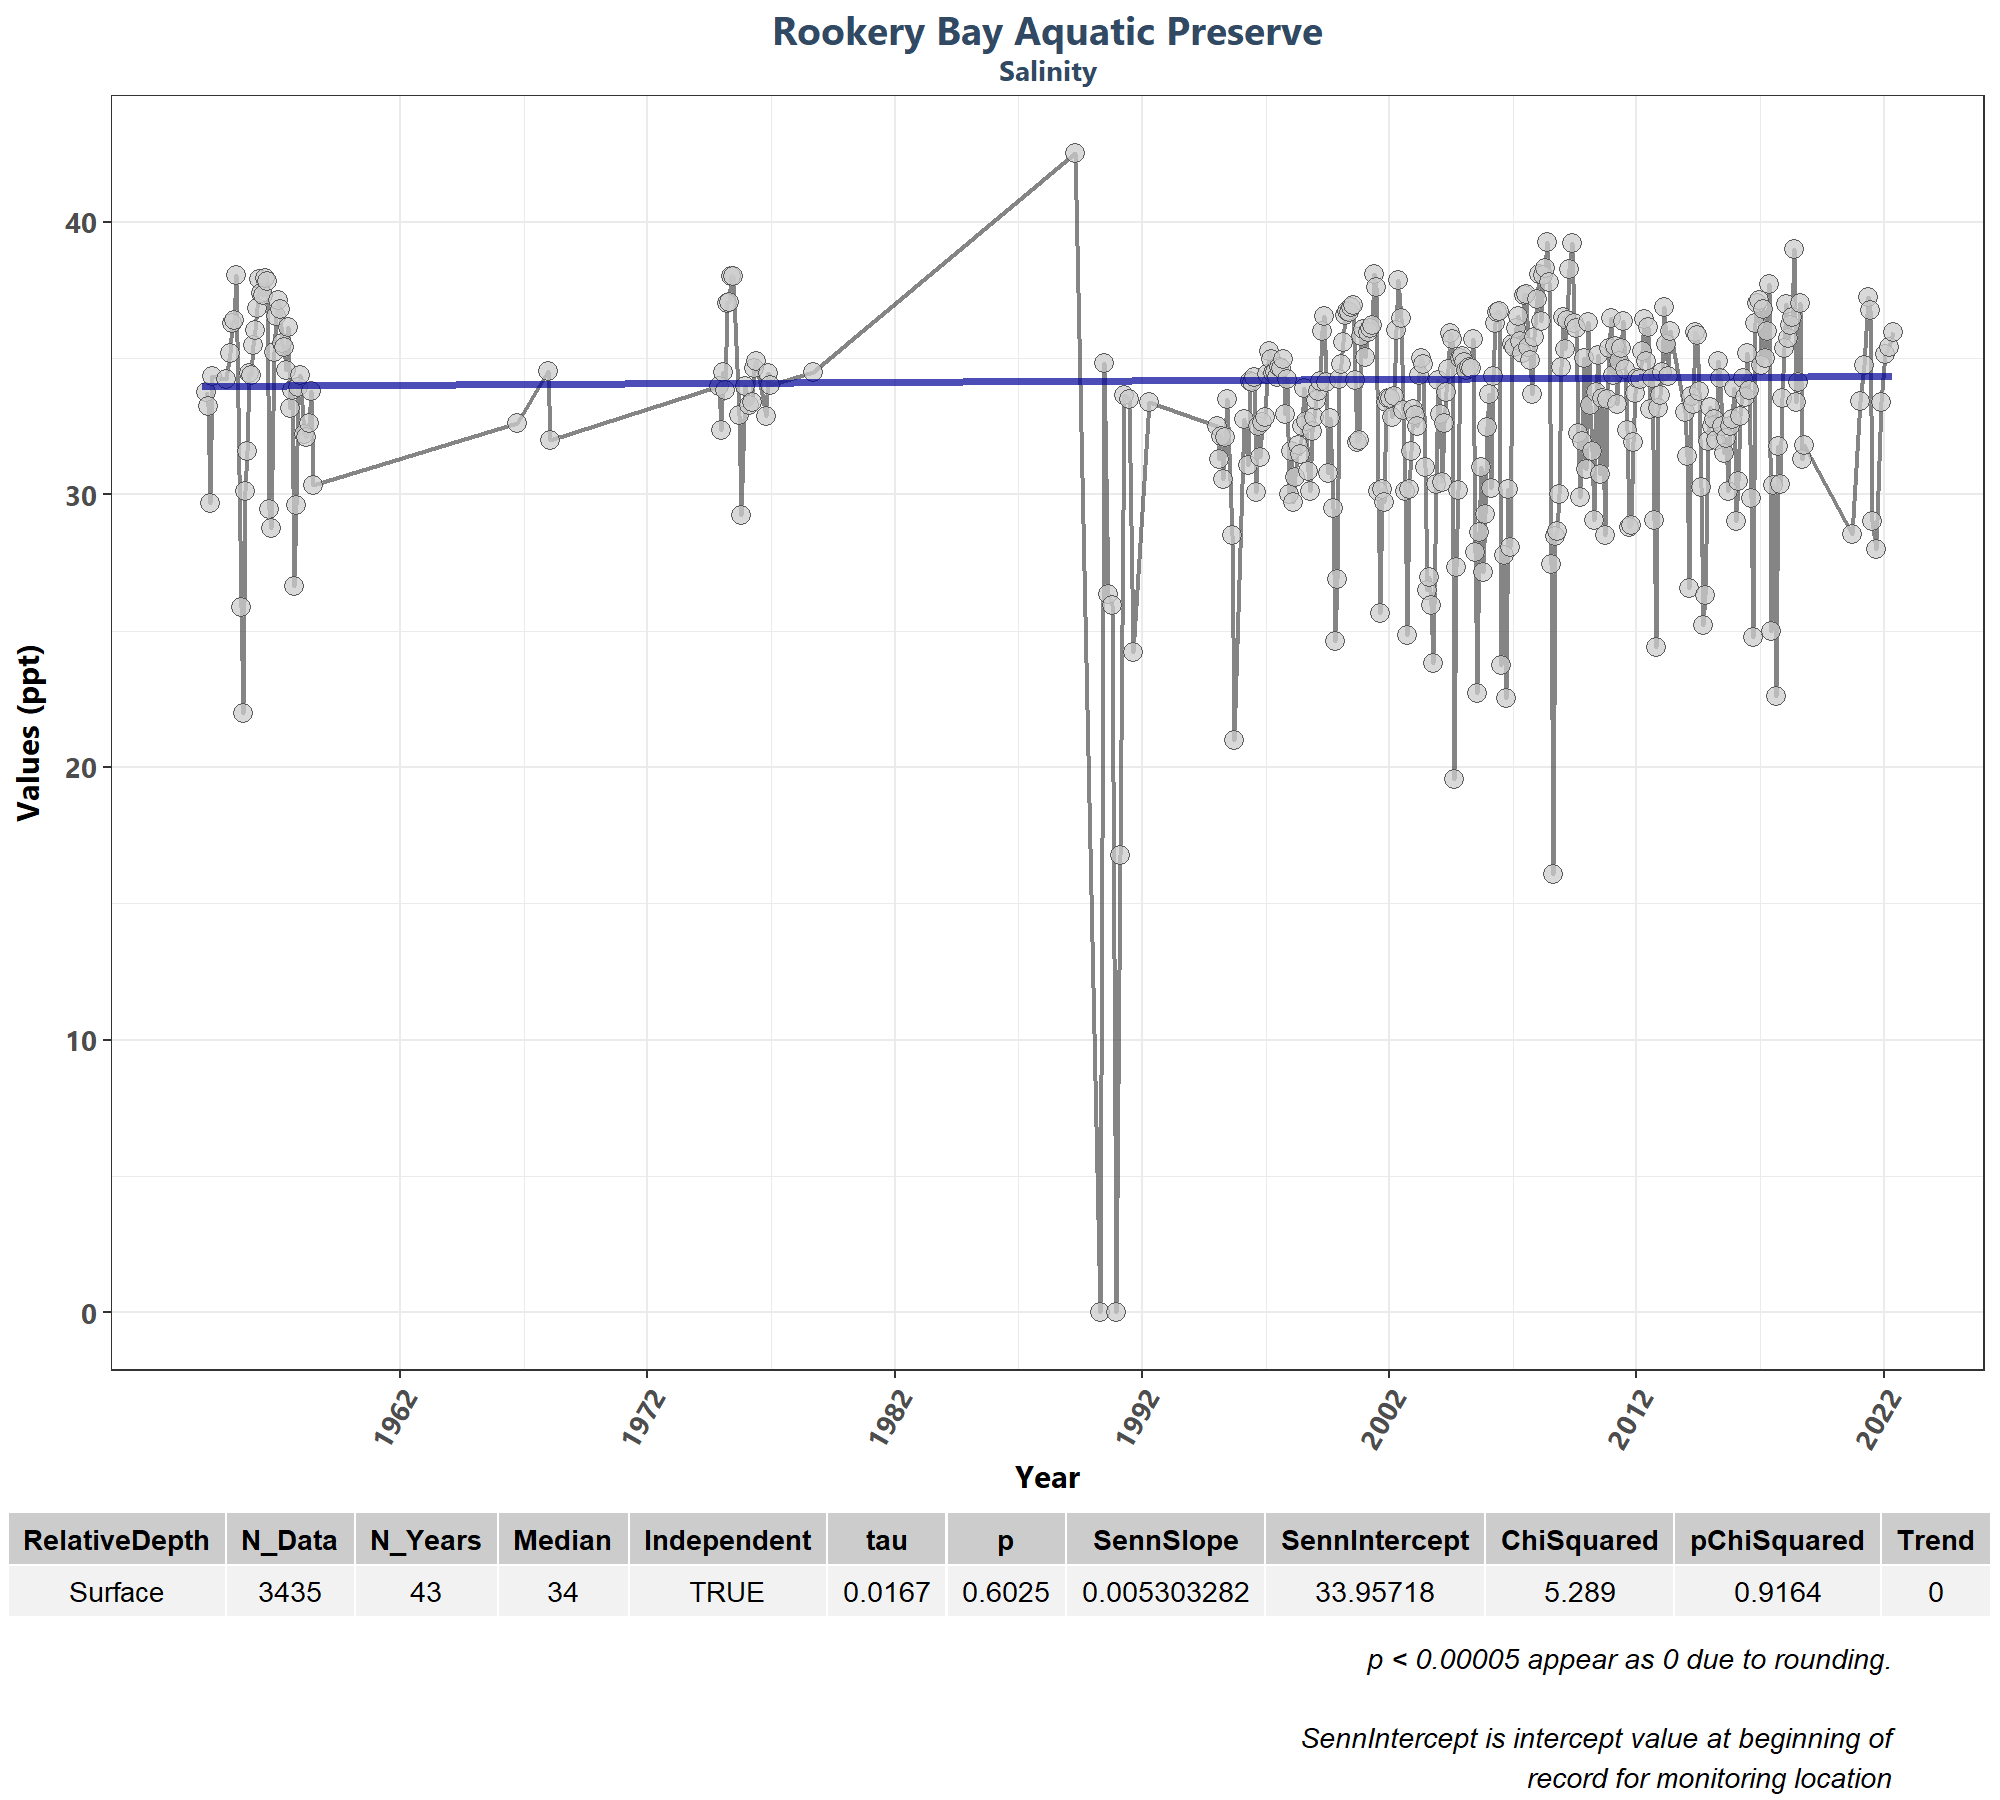 Rookery Bay Aquatic Preserve
Salinity
Values (ppt)
40
30
20
10
0
1962 1972 1982 1992 2002 2012 2022
Year
RelativeDepth N_Data N_Years Median Independent tau p SennSlope SennIntercept ChiSquared pChiSquared Trend
Surface 3435 43 34 TRUE 0.0167 0.6025 0.005303282 33.95718 5.289 0.9164 0
p < 0.00005 appear as 0 due to rounding.
SennIntercept is intercept value at beginning of
record for monitoring location